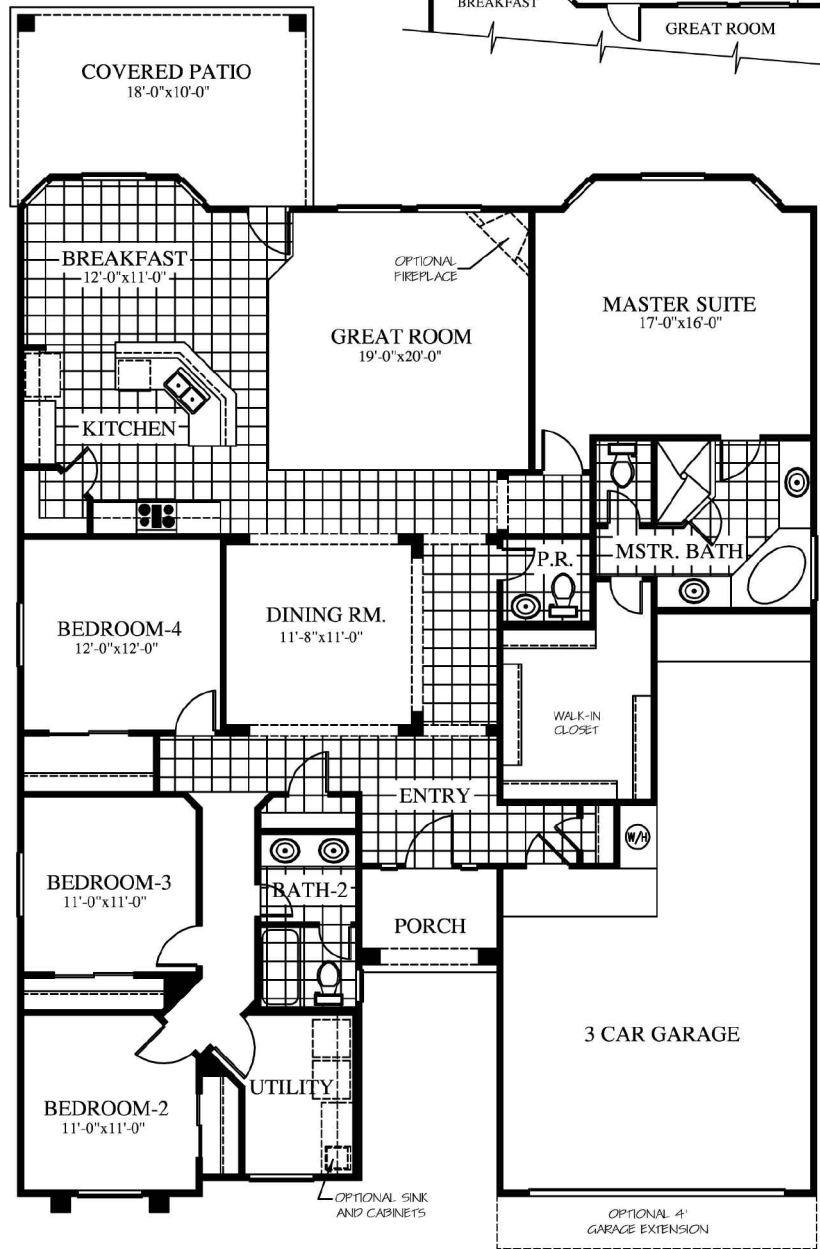 BREAKFAST
GREAT ROOM
COVERED PATIO
18'-0"x10'-0"
BREAKFAST
12'-0"x11'-0"
OPTIONAL
FIREPLACE
GREAT ROOM
19'-0"x20'-0"
MASTER SUITE
17'-0"x16'-0"
KITCHEN
MSTR. BATH
P.R.
BEDROOM-4
12'-0"x12'-0"
DINING RM.
11'-8"x11'-0"
WALK-IN
CLOSET
ENTRY
W/H
BEDROOM-3
11'-0"x11'-0"
BATH-2
PORCH
3 CAR GARAGE
UTILITY
BEDROOM-2
11'-0"x11'-0"
OPTIONAL SINK
AND CABINETS
OPTIONAL 4'
GARAGE EXTENSION